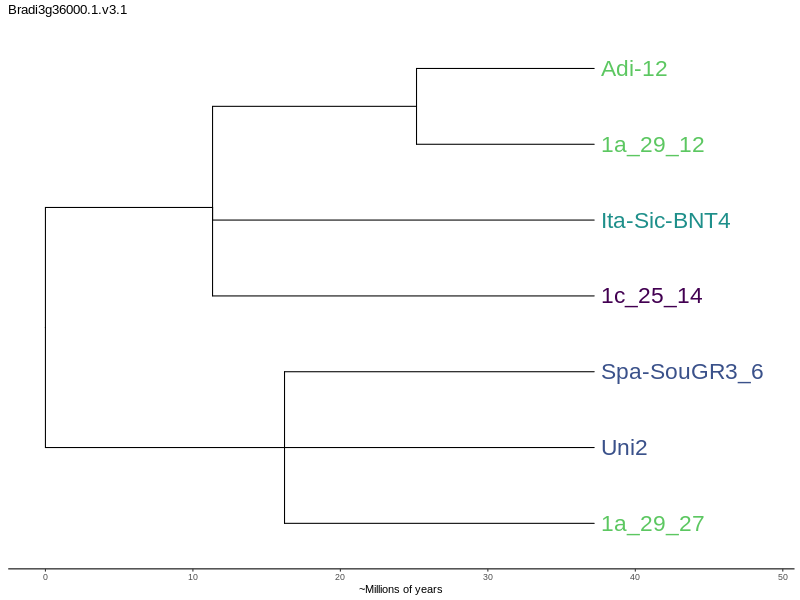 Bradi3g36000.1.v3.1
Adi-12
1a_29_12
Ita-Sic-BNT4
1c_25_14
Spa-SouGR3_6
Uni2
1a_29_27
0 10 20 30 40 50
~Millions of years